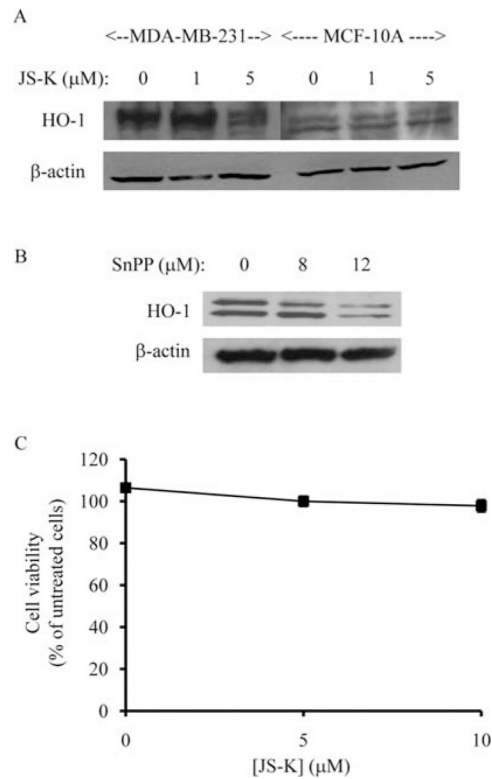 A
<--MDA-MB-231--> <---- MCF-10A ---->
JS-K (μM): 0 1 5 0 1 5
HO-1
β-actin
B
SnPP (μM): 0 8 12
HO-1
β-actin
C
120
100
80
60
40
20
0
Cell viability
(% of untreated cells)
0 5 10
[JS-K] (μM)